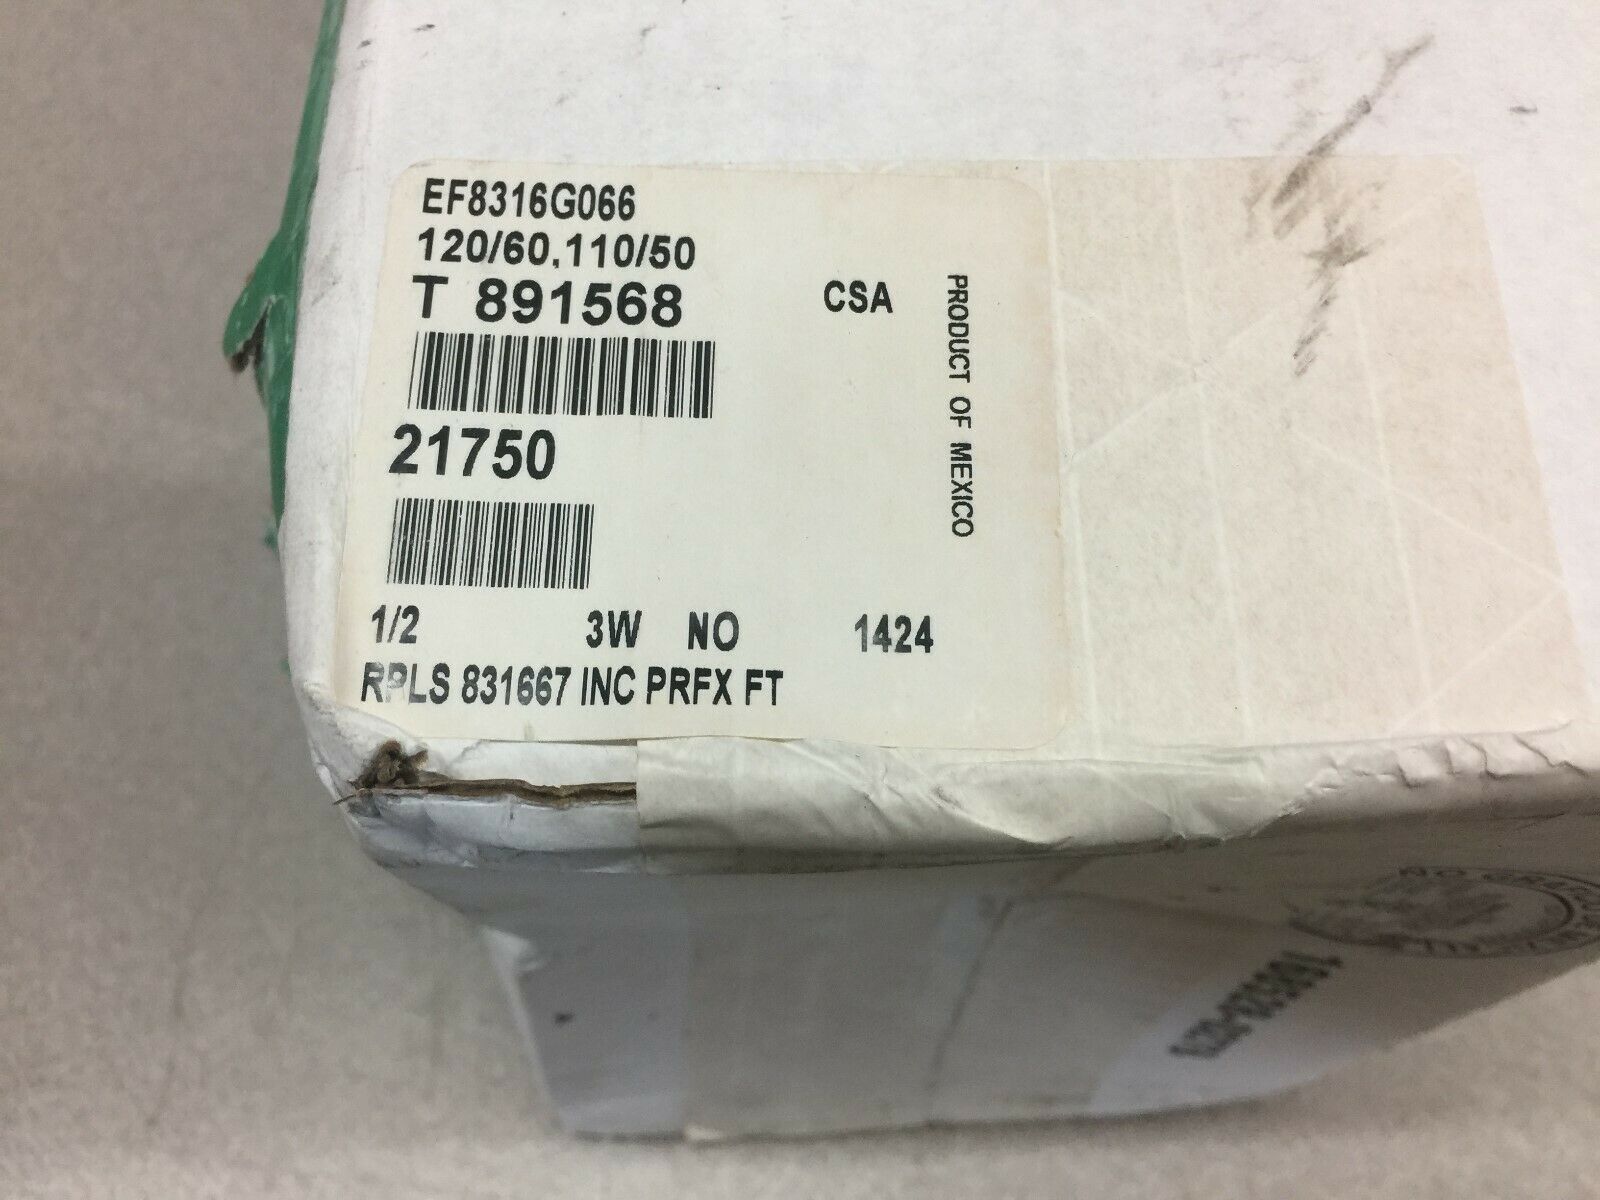 EF8316G066
120/60,110/50
T 891568
CSA
PRODUCT OF MEXICO
21750
1/2 3W NO 1424
RPLS 831667 INC PRFX FT